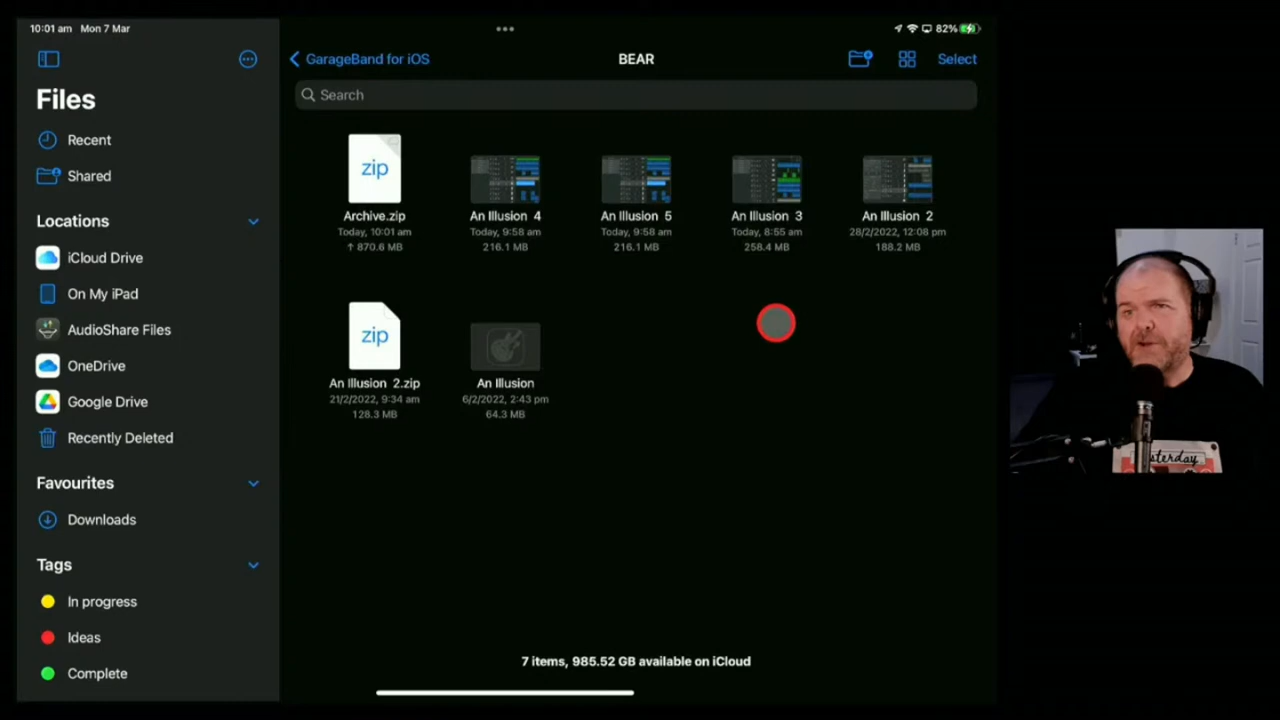 10:01 am Mon 7 Mar
82%
Files
Recent
Shared
Locations
iCloud Drive
On My iPad
AudioShare Files
OneDrive
Google Drive
Recently Deleted
Favourites
Downloads
Tags
In progress
Ideas
Complete
GarageBand for iOS
BEAR
Select
Search
zip
Archive.zip
Today, 10:01 am
↑ 870.6 MB
An Illusion 4
Today, 9:58 am
216.1 MB
An Illusion 5
Today, 9:58 am
216.1 MB
An Illusion 3
Today, 8:55 am
258.4 MB
An Illusion 2
28/2/2022, 12:08 pm
188.2 MB
zip
An Illusion 2.zip
21/2/2022, 9:34 am
128.3 MB
An Illusion
6/2/2022, 2:43 pm
64.3 MB
7 items, 985.52 GB available on iCloud